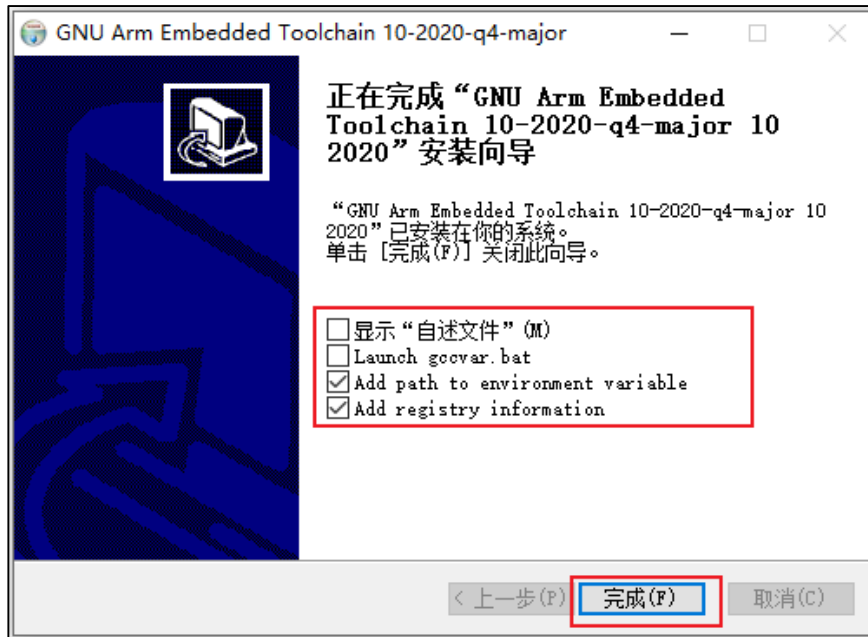 GNU Arm Embedded Toolchain 10-2020-q4-major
正在完成“GNU Arm Embedded
Toolchain 10-2020-q4-major 10
2020”安装向导
“GNU Arm Embedded Toolchain 10-2020-q4-major 10
2020”已安装在你的系统。
单击 [完成(F)] 关闭此向导。
显示“自述文件”(M)
Launch gccvar.bat
Add path to environment variable
Add registry information
< 上一步(P)
完成(F)
取消(C)